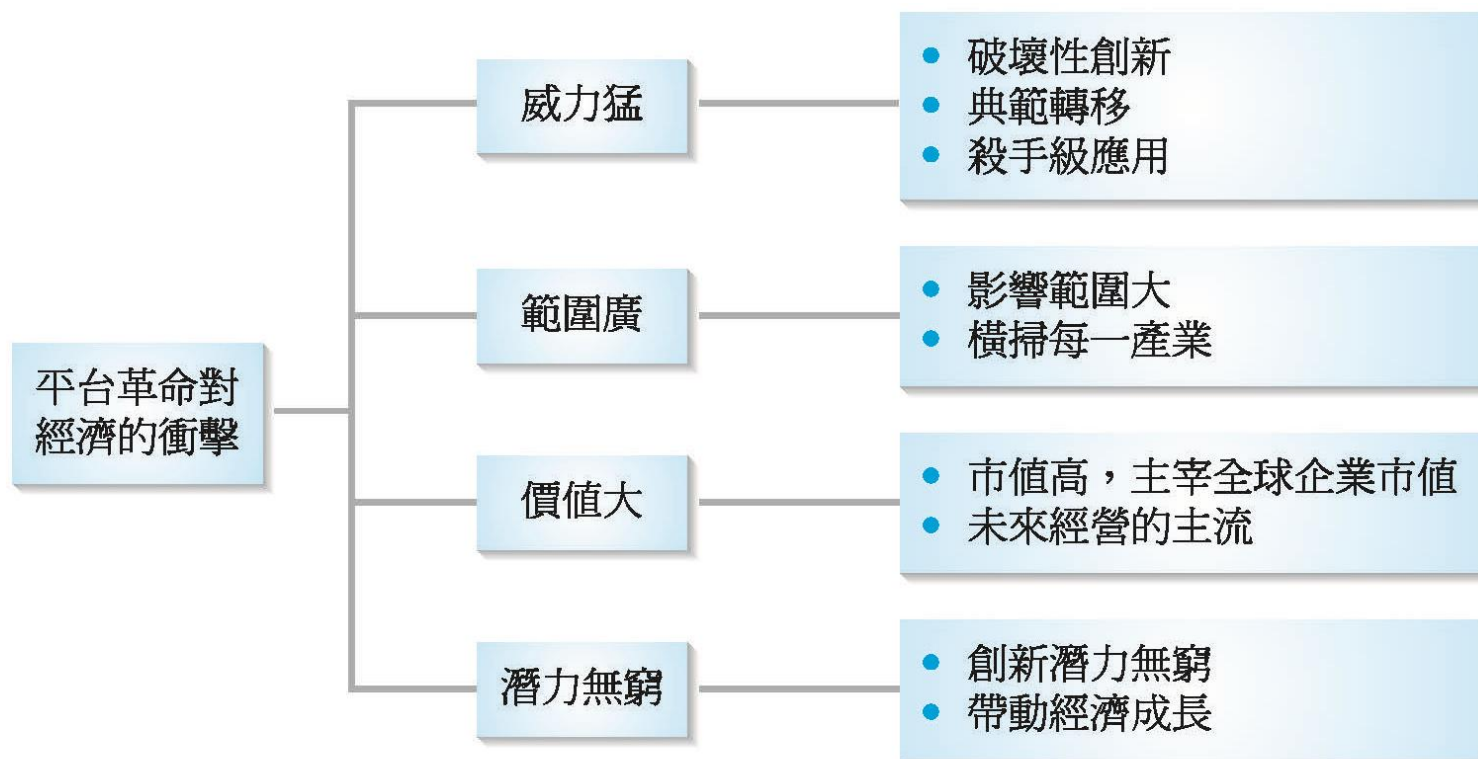 平台革命對
經濟的衝擊
威力猛
• 破壞性創新
• 典範轉移
• 殺手級應用
範圍廣
• 影響範圍大
• 橫掃每一產業
價值大
• 市值高，主宰全球企業市值
• 未來經營的主流
潛力無窮
• 創新潛力無窮
• 帶動經濟成長